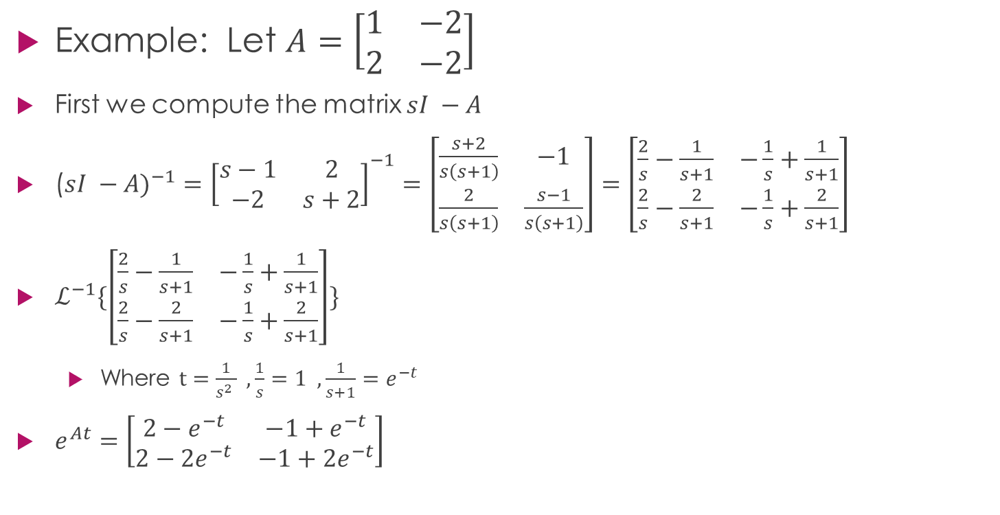 Example: Let $A = \begin{bmatrix} 1 & -2 \\ 2 & -2 \end{bmatrix}$
First we compute the matrix $sI - A$
$(sI - A)^{-1} = \begin{bmatrix} s-1 & 2 \\ -2 & s+2 \end{bmatrix}^{-1} = \begin{bmatrix} \frac{s+2}{s(s+1)} & -1 \\ \frac{2}{s(s+1)} & \frac{s-1}{s(s+1)} \end{bmatrix} = \begin{bmatrix} \frac{2}{s} - \frac{1}{s+1} & -\frac{1}{s} + \frac{1}{s+1} \\ \frac{2}{s} - \frac{2}{s+1} & -\frac{1}{s} + \frac{2}{s+1} \end{bmatrix}$
$\mathcal{L}^{-1}\{\begin{bmatrix} \frac{2}{s} - \frac{1}{s+1} & -\frac{1}{s} + \frac{1}{s+1} \\ \frac{2}{s} - \frac{2}{s+1} & -\frac{1}{s} + \frac{2}{s+1} \end{bmatrix}\}$
Where $t = \frac{1}{s^2}$ , $\frac{1}{s} = 1$ , $\frac{1}{s+1} = e^{-t}$
$e^{At} = \begin{bmatrix} 2 - e^{-t} & -1 + e^{-t} \\ 2 - 2e^{-t} & -1 + 2e^{-t} \end{bmatrix}$